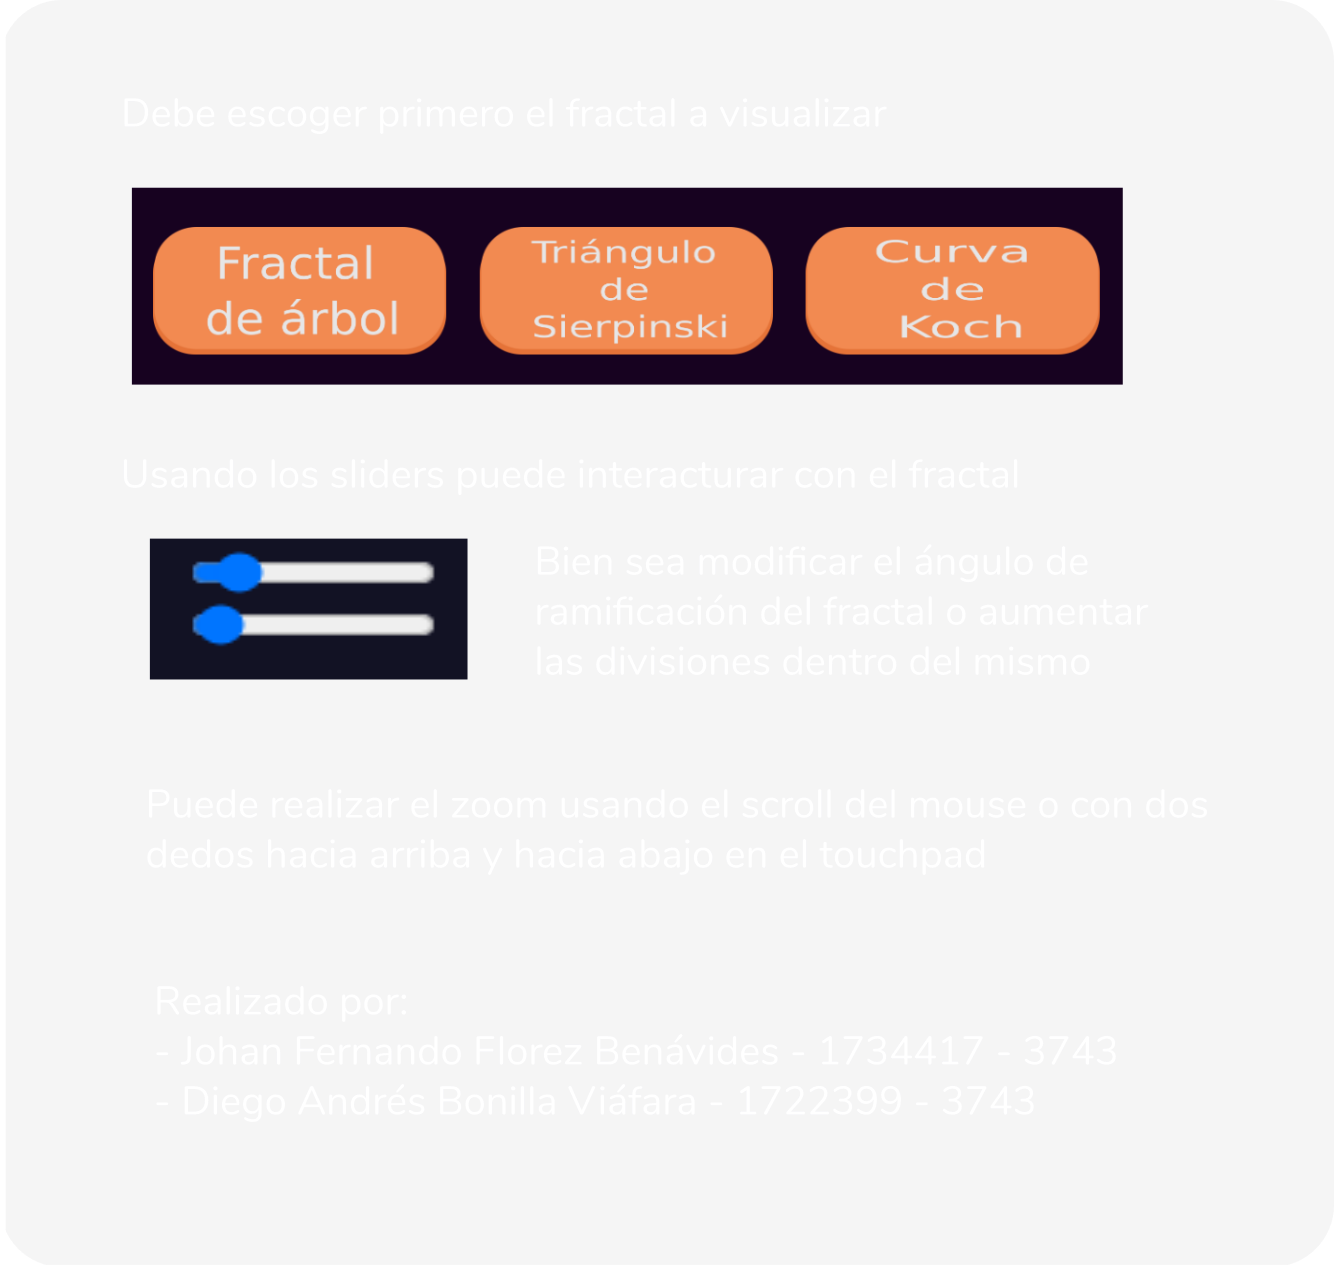 Debe escoger primero el fractal a visualizar
Fractal
de árbol
Triángulo
de
Sierpinski
Curva
de
Koch
Usando los sliders puede interacturar con el fractal
Bien sea modificar el ángulo de
ramificación del fractal o aumentar
las divisiones dentro del mismo
Puede realizar el zoom usando el scroll del mouse o con dos
dedos hacia arriba y hacia abajo en el touchpad
Realizado por:
- Johan Fernando Florez Benávides - 1734417 - 3743
- Diego Andrés Bonilla Viáfara - 1722399 - 3743